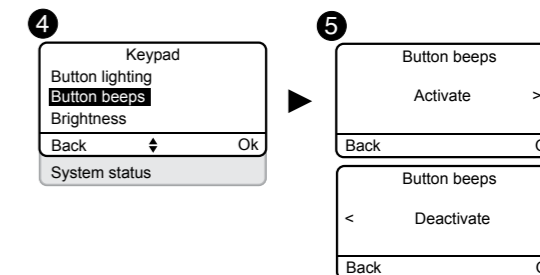 4
Keypad
Button lighting
Button beeps
Brightness
Back Ok
System status
5
Button beeps
Activate >
Back
Button beeps
< Deactivate
Back